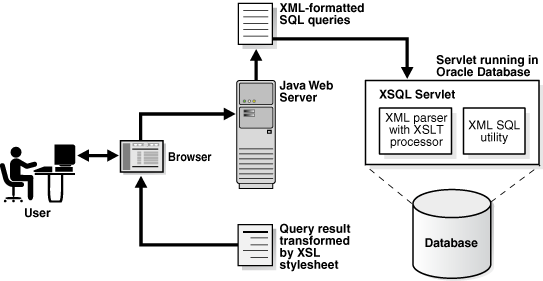 XML-formatted
SQL queries
Servlet running in
Oracle Database
Java Web
Server
XSQL Servlet
XML parser
with XSLT
processor
XML SQL
utility
Browser
User
Query result
transformed
by XSL
stylesheet
Database